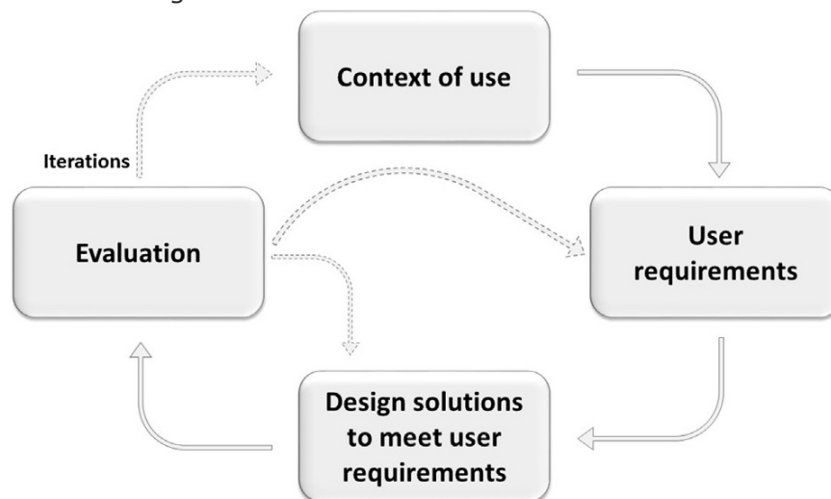 Context of use
Iterations
Evaluation
User
requirements
Design solutions
to meet user
requirements